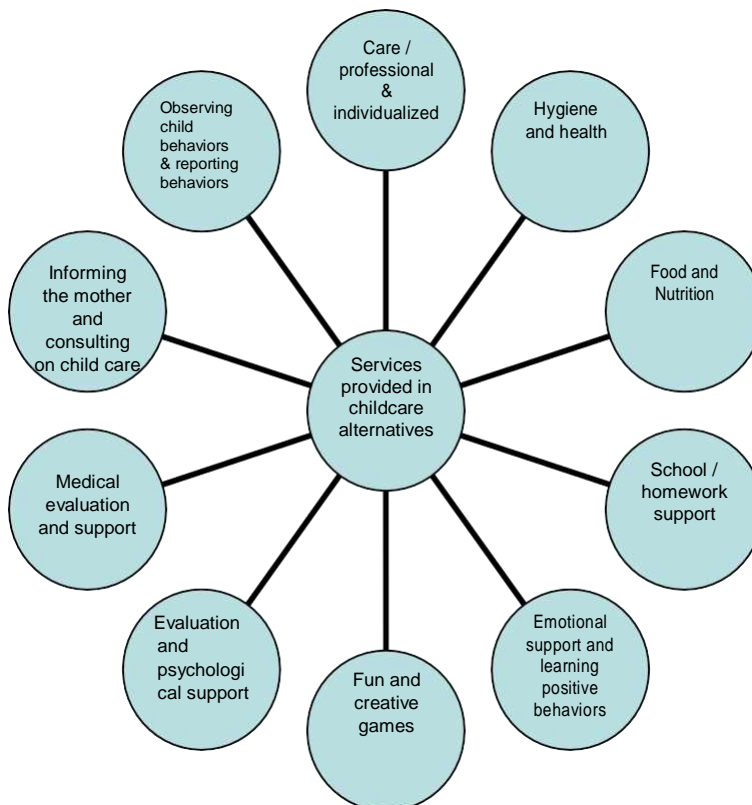 Care /
professional
&
individualized
Hygiene
and health
Food and
Nutrition
School /
homework
support
Emotional
support and
learning
positive
behaviors
Fun and
creative
games
Evaluation
and
psychologi
cal support
Medical
evaluation
and support
Informing
the mother
and
consulting
on child care
Observing
child
behaviors
& reporting
behaviors
Services
provided in
childcare
alternatives